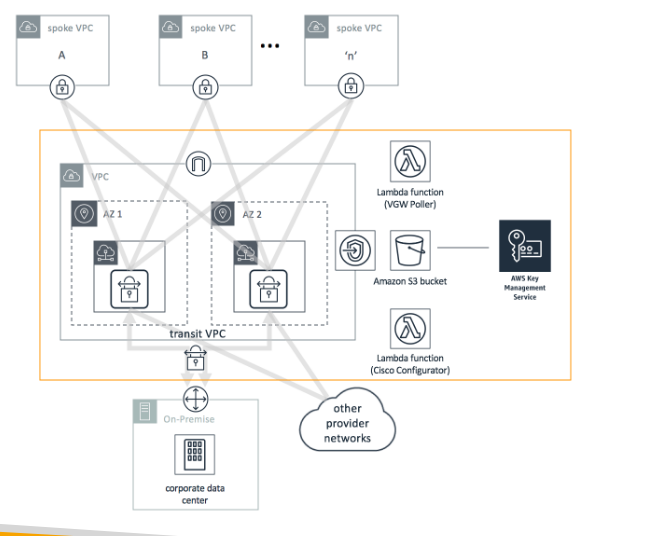 spoke VPC
A
spoke VPC
B
...
spoke VPC
‘n’
VPC
AZ 1
AZ 2
transit VPC
Lambda function
(VGW Poller)
Amazon S3 bucket
AWS Key
Management
Service
Lambda function
(Cisco Configurator)
On-Premise
corporate data
center
other
provider
networks